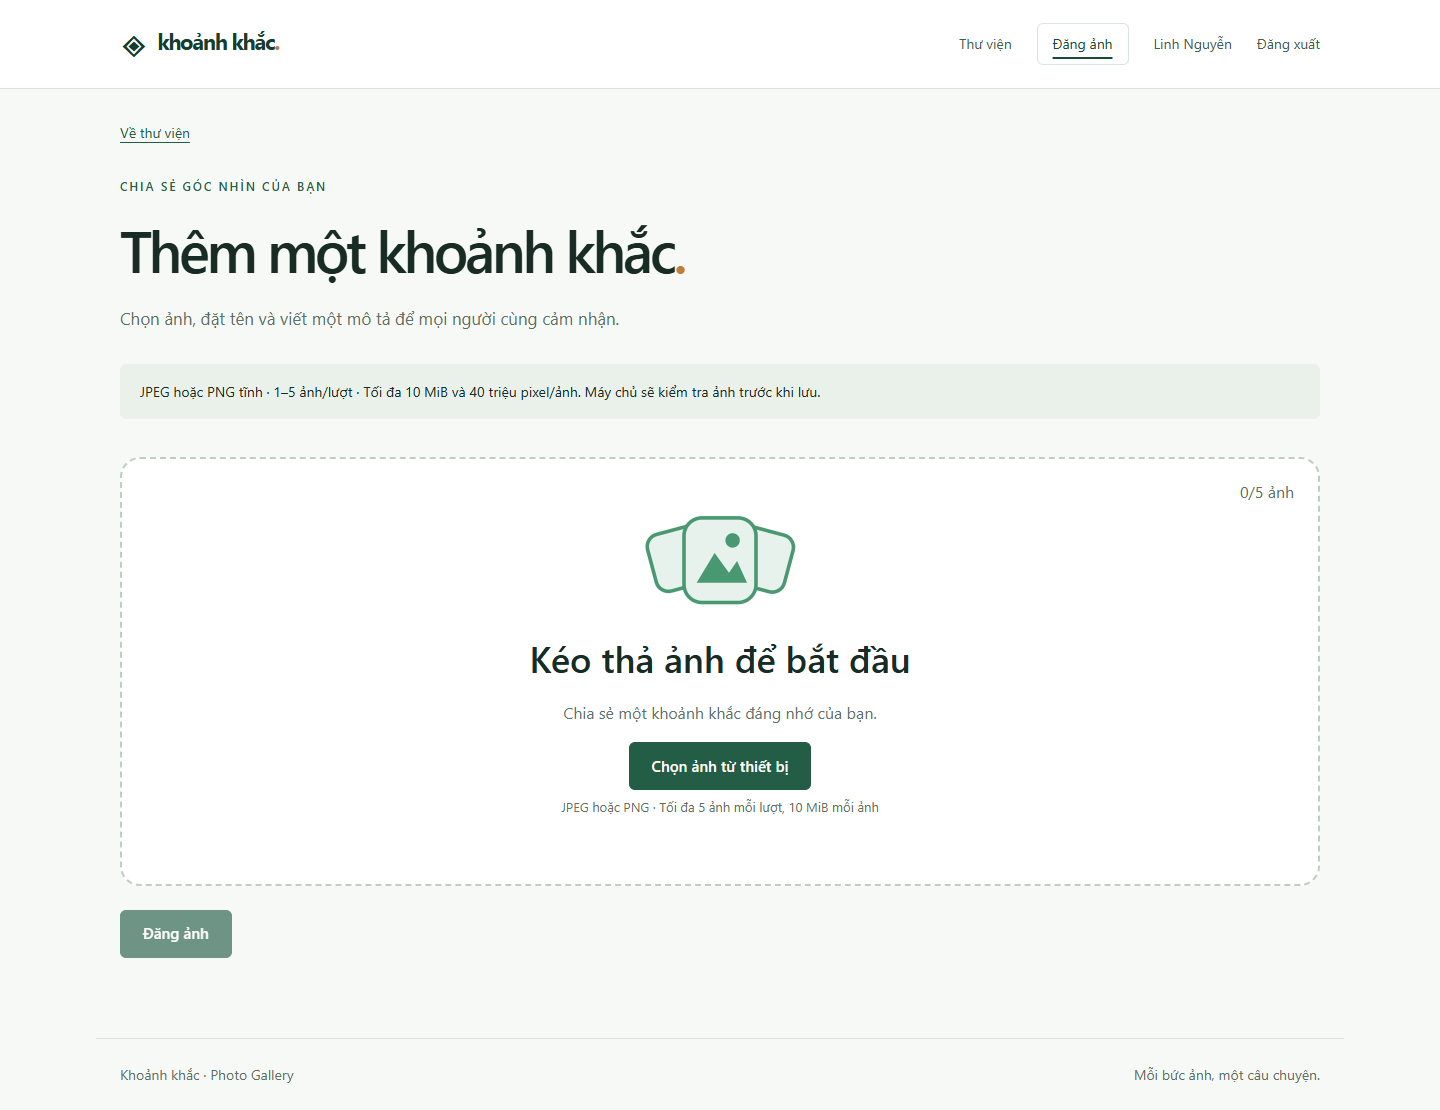 khoảnh khắc.
Thư viện
Đăng ảnh
Linh Nguyễn
Đăng xuất
Về thư viện
CHIA SẺ GÓC NHÌN CỦA BẠN
Thêm một khoảnh khắc.
Chọn ảnh, đặt tên và viết một mô tả để mọi người cùng cảm nhận.
JPEG hoặc PNG tĩnh · 1–5 ảnh/lượt · Tối đa 10 MiB và 40 triệu pixel/ảnh. Máy chủ sẽ kiểm tra ảnh trước khi lưu.
0/5 ảnh
Kéo thả ảnh để bắt đầu
Chia sẻ một khoảnh khắc đáng nhớ của bạn.
Chọn ảnh từ thiết bị
JPEG hoặc PNG · Tối đa 5 ảnh mỗi lượt, 10 MiB mỗi ảnh
Đăng ảnh
Khoảnh khắc · Photo Gallery
Mỗi bức ảnh, một câu chuyện.